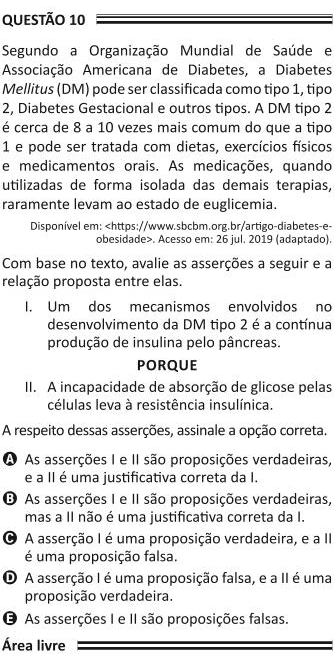 QUESTÃO 10
Segundo a Organização Mundial de Saúde e
Associação Americana de Diabetes, a Diabetes
Mellitus (DM) pode ser classificada como tipo 1, tipo
2, Diabetes Gestacional e outros tipos. A DM tipo 2
é cerca de 8 a 10 vezes mais comum do que a tipo
1 e pode ser tratada com dietas, exercícios físicos
e medicamentos orais. As medicações, quando
utilizadas de forma isolada das demais terapias,
raramente levam ao estado de euglicemia.
Disponível em: <https://www.sbcbm.org.br/artigo-diabetes-e-
obesidade>. Acesso em: 26 jul. 2019 (adaptado).
Com base no texto, avalie as asserções a seguir e a
relação proposta entre elas.
I. Um dos mecanismos envolvidos no
desenvolvimento da DM tipo 2 é a contínua
produção de insulina pelo pâncreas.
PORQUE
II. A incapacidade de absorção de glicose pelas
células leva à resistência insulínica.
A respeito dessas asserções, assinale a opção correta.
A As asserções I e II são proposições verdadeiras,
e a II é uma justificativa correta da I.
B As asserções I e II são proposições verdadeiras,
mas a II não é uma justificativa correta da I.
C A asserção I é uma proposição verdadeira, e a II
é uma proposição falsa.
D A asserção I é uma proposição falsa, e a II é uma
proposição verdadeira.
E As asserções I e II são proposições falsas.
Área livre